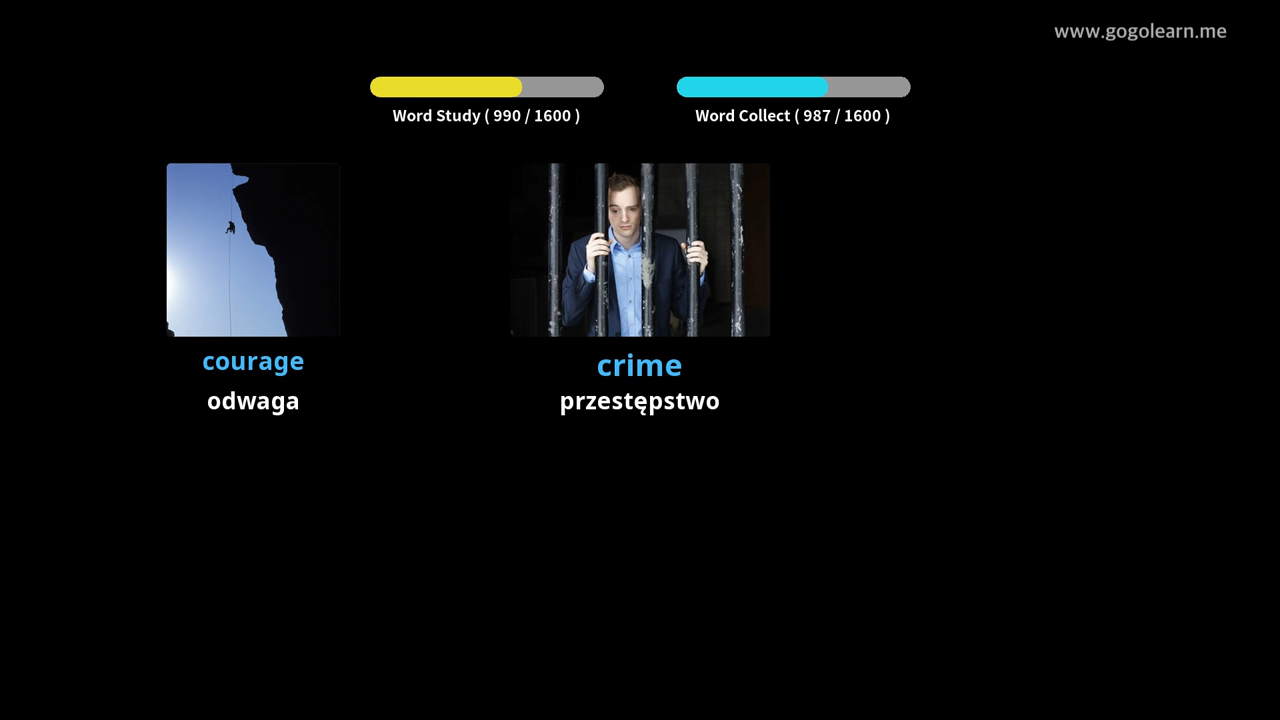 www.gogolearn.me
Word Study ( 990 / 1600 )
Word Collect ( 987 / 1600 )
courage
odwaga
crime
przestępstwo